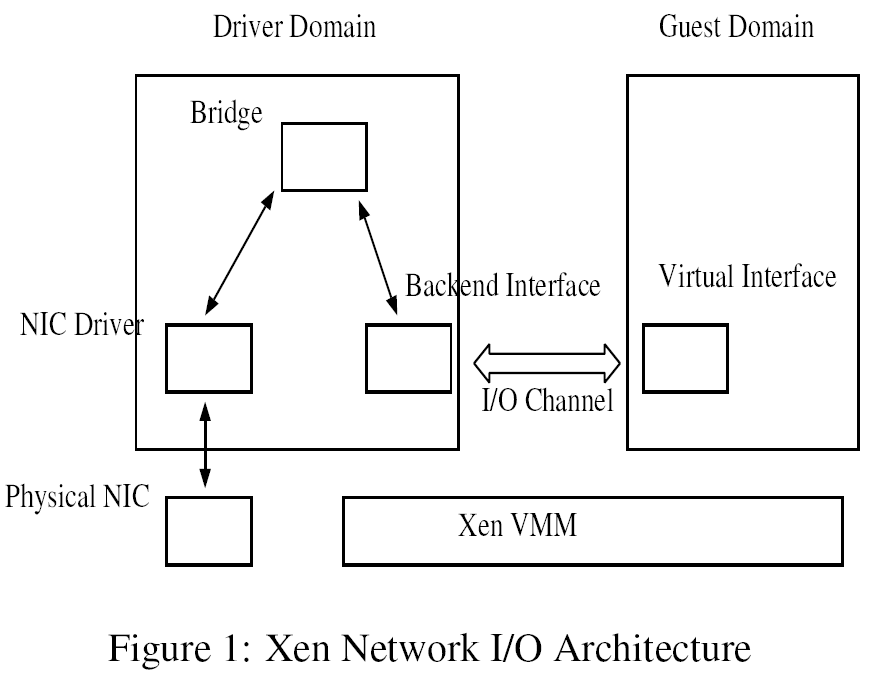 Driver Domain
Guest Domain
Bridge
Backend Interface
Virtual Interface
NIC Driver
I/O Channel
Physical NIC
Xen VMM
Figure 1: Xen Network I/O Architecture